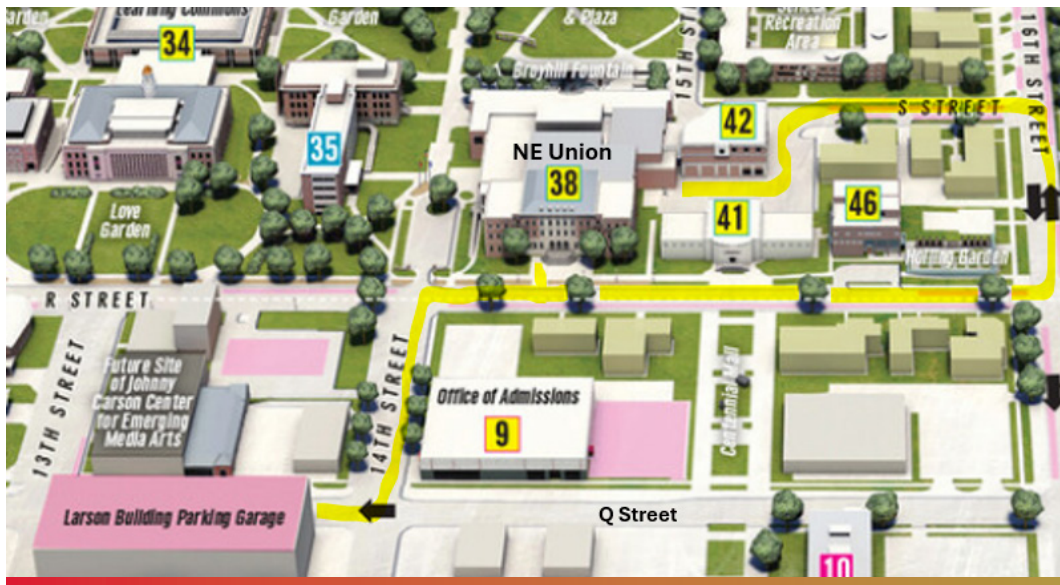 Learning Commons
Garden
Garden
& Plaza
Recreation
Area
34
15TH ST
16TH STREET
Broyhill Fountain
42
S STREET
35
NE Union
38
41
46
Love
Garden
R STREET
13TH STREET
Future Site
of Johnny
Carson Center
for Emerging
Media Arts
14TH STREET
Office of Admissions
9
Centennial Mall
Larson Building Parking Garage
Q Street
10